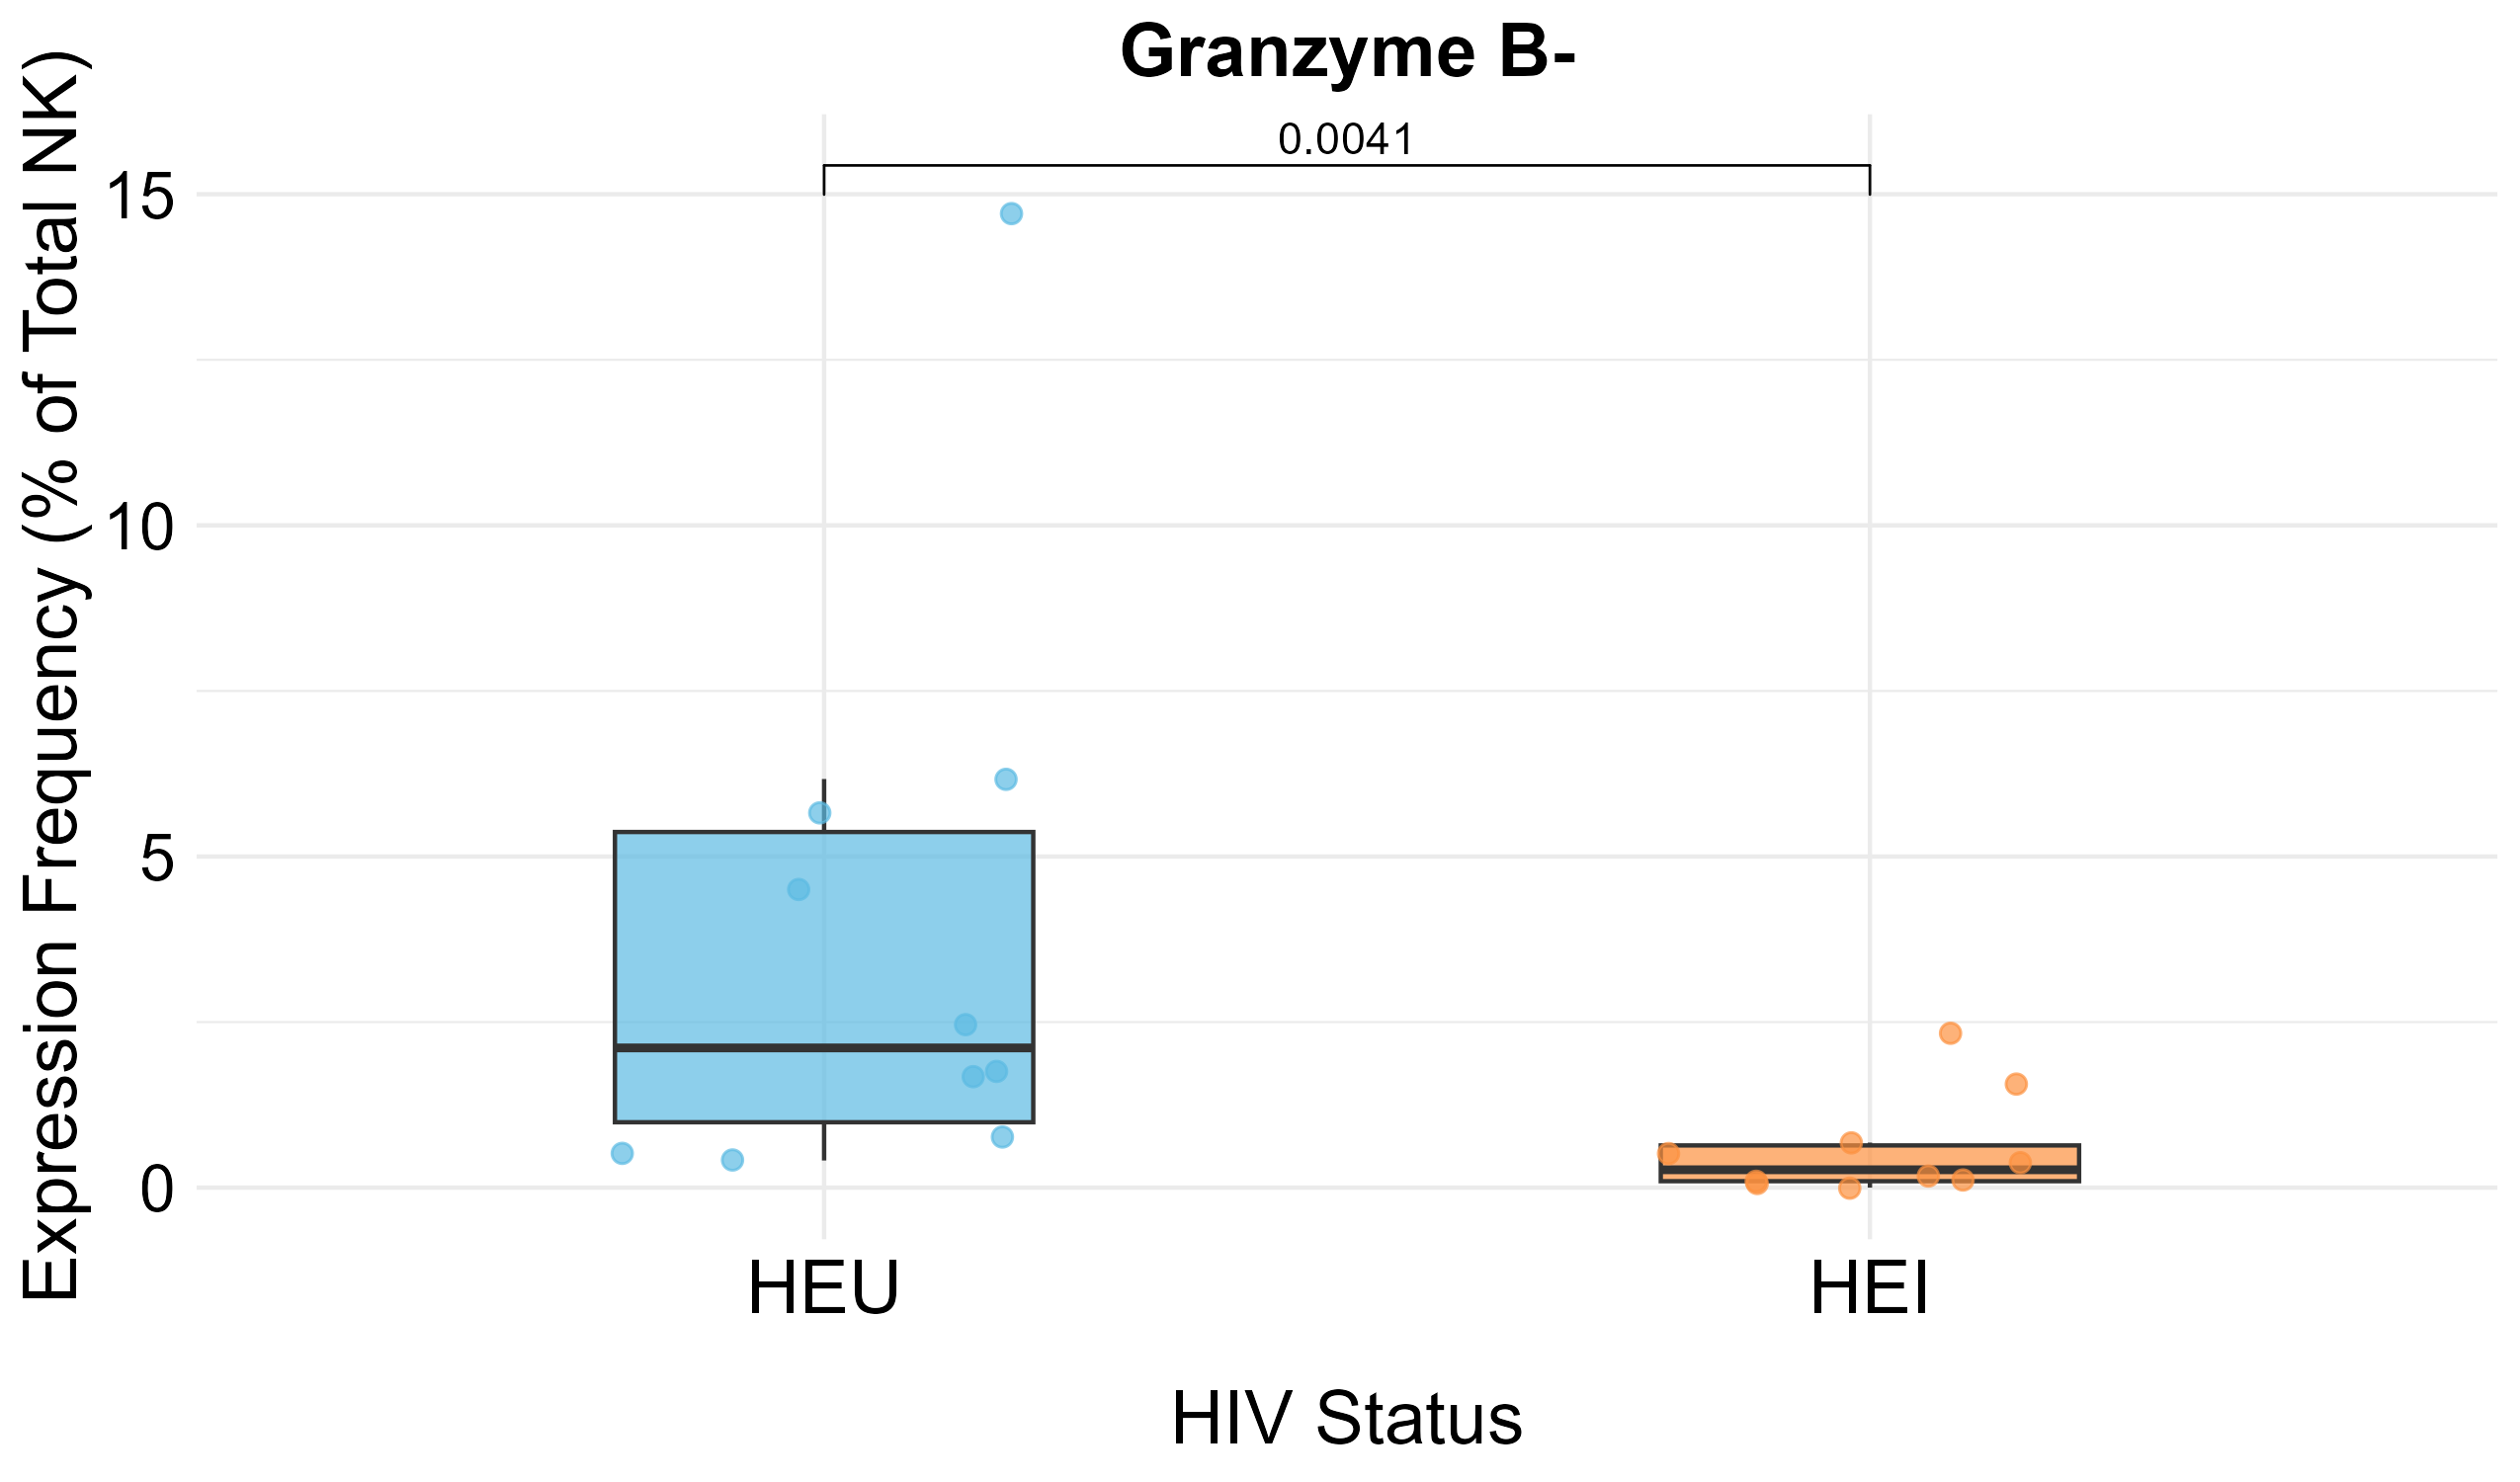 Granzyme B-
0.0041
Expression Frequency (% of Total NK)
15
10
5
0
HEU
HEI
HIV Status